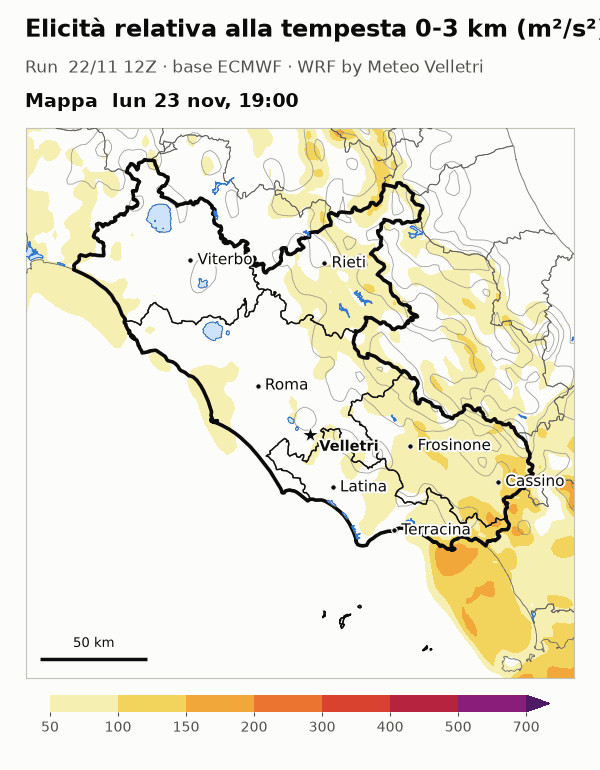 Elicità relativa alla tempesta 0-3 km (m²/s²)
Run  22/11 12Z · base ECMWF · WRF by Meteo Velletri
Mappa  lun 23 nov, 19:00
Viterbo
Rieti
Roma
Velletri
Frosinone
Cassino
Latina
Terracina
50 km
50 100 150 200 300 400 500 700